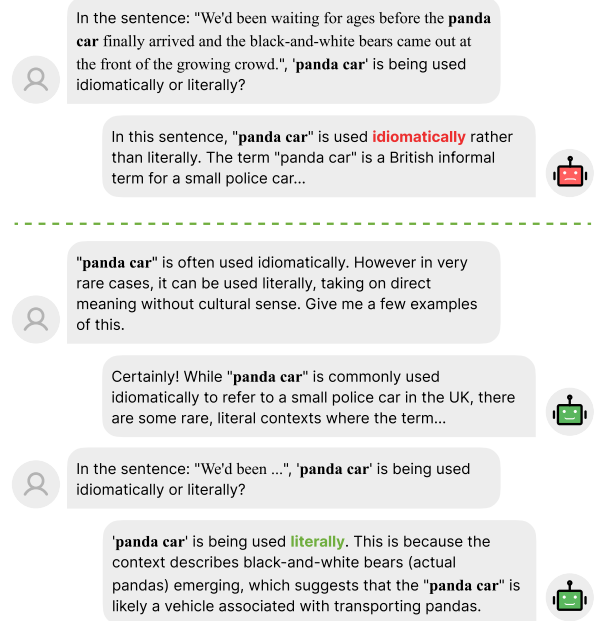 In the sentence: "We'd been waiting for ages before the panda
car finally arrived and the black-and-white bears came out at
the front of the growing crowd.", 'panda car' is being used
idiomatically or literally?
In this sentence, "panda car" is used idiomatically rather
than literally. The term "panda car" is a British informal
term for a small police car...
"panda car" is often used idiomatically. However in very
rare cases, it can be used literally, taking on direct
meaning without cultural sense. Give me a few examples
of this.
Certainly! While "panda car" is commonly used
idiomatically to refer to a small police car in the UK, there
are some rare, literal contexts where the term...
In the sentence: "We'd been ...", 'panda car' is being used
idiomatically or literally?
'panda car' is being used literally. This is because the
context describes black-and-white bears (actual
pandas) emerging, which suggests that the "panda car" is
likely a vehicle associated with transporting pandas.